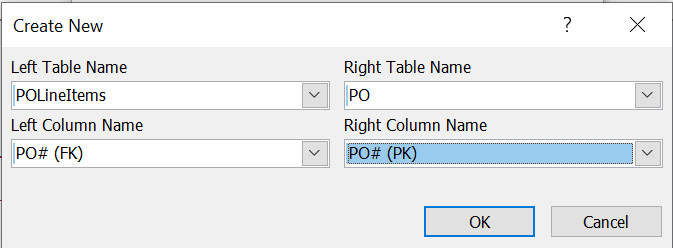 Create New
?
Left Table Name
Right Table Name
POLineItems
PO
Left Column Name
Right Column Name
PO# (FK)
PO# (PK)
OK
Cancel